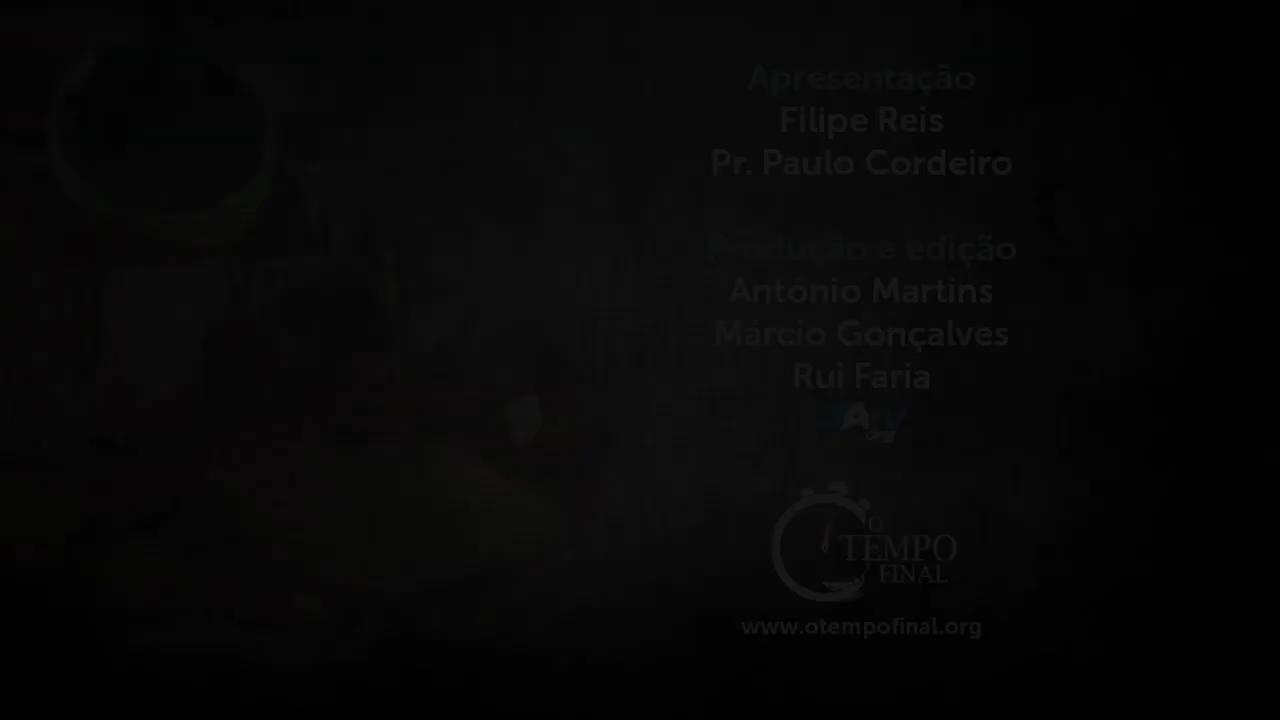 Apresentação
Filipe Reis
Pr. Paulo Cordeiro
Produção e edição
António Martins
Márcio Gonçalves
Rui Faria
O
TEMPO
FINAL
www.otempofinal.org